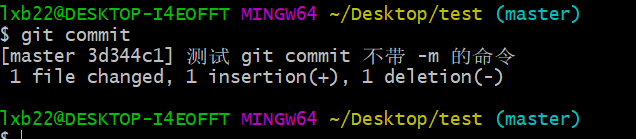 lxb22@DESKTOP-I4EOFFT MINGW64 ~/Desktop/test (master)
$ git commit
[master 3d344c1] 测试 git commit 不带 -m 的命令
 1 file changed, 1 insertion(+), 1 deletion(-)
lxb22@DESKTOP-I4EOFFT MINGW64 ~/Desktop/test (master)
$